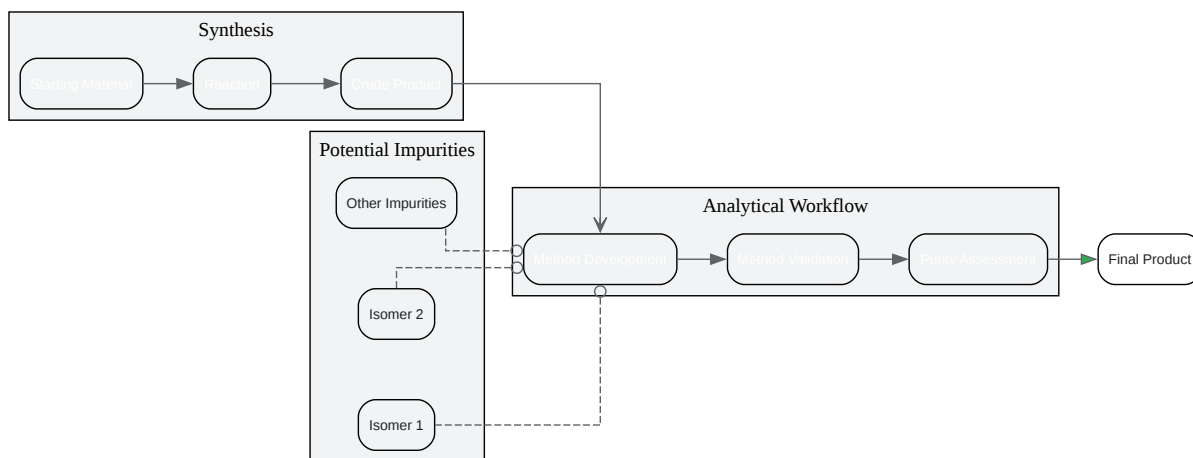 Synthesis
Starting Material
Reaction
Crude Product
Potential Impurities
Other Impurities
Isomer 2
Isomer 1
Analytical Workflow
Method Development
Method Validation
Purity Assessment
Final Product